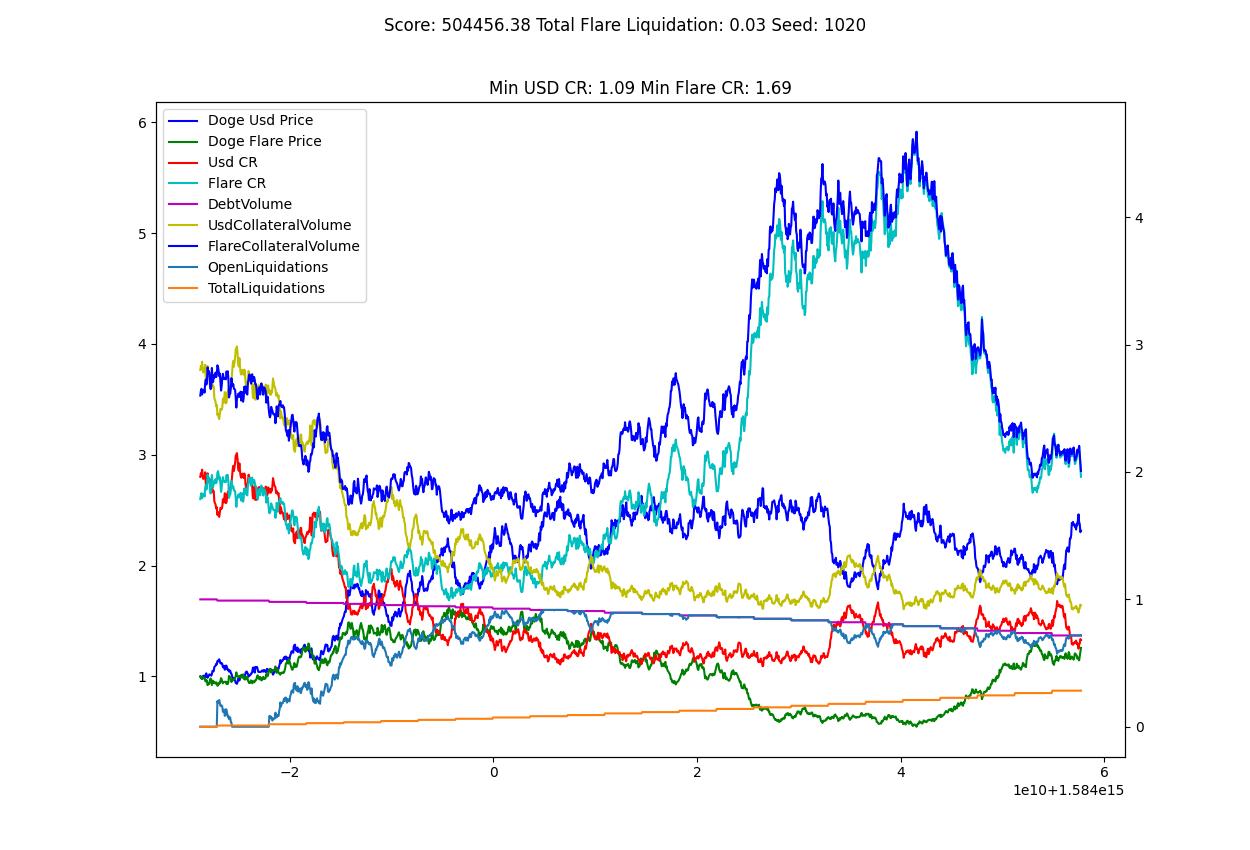 Score: 504456.38 Total Flare Liquidation: 0.03 Seed: 1020
Min USD CR: 1.09 Min Flare CR: 1.69
Doge Usd Price
Doge Flare Price
Usd CR
Flare CR
DebtVolume
UsdCollateralVolume
FlareCollateralVolume
OpenLiquidations
TotalLiquidations
6
5
4
3
2
1
4
3
2
1
0
−2
0
2
4
6
1e10+1.584e15